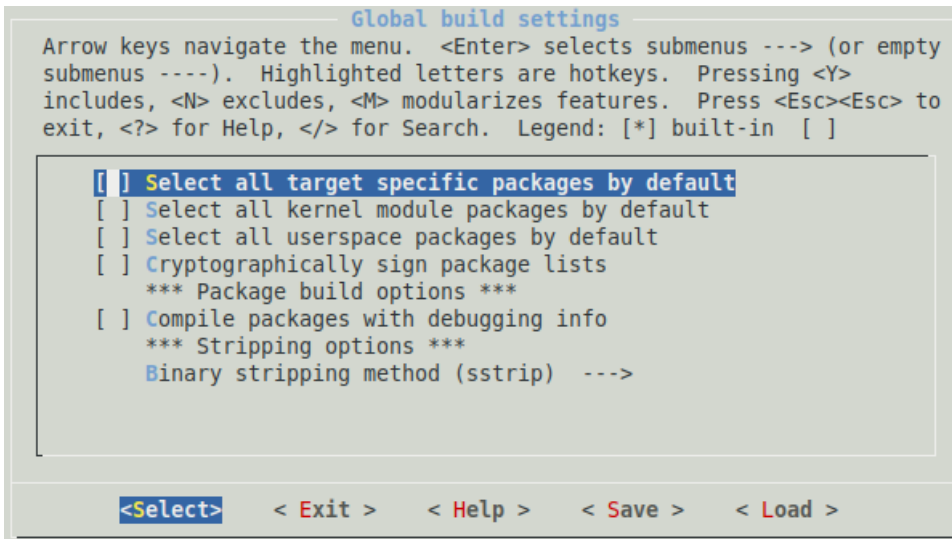 Global build settings
Arrow keys navigate the menu.  <Enter> selects submenus ---> (or empty
submenus ----).  Highlighted letters are hotkeys.  Pressing <Y>
includes, <N> excludes, <M> modularizes features.  Press <Esc><Esc> to
exit, <?> for Help, </> for Search.  Legend: [*] built-in  [ ]
[ ] Select all target specific packages by default
[ ] Select all kernel module packages by default
[ ] Select all userspace packages by default
[ ] Cryptographically sign package lists
*** Package build options ***
[ ] Compile packages with debugging info
*** Stripping options ***
Binary stripping method (sstrip)  --->
<Select>    < Exit >    < Help >    < Save >    < Load >